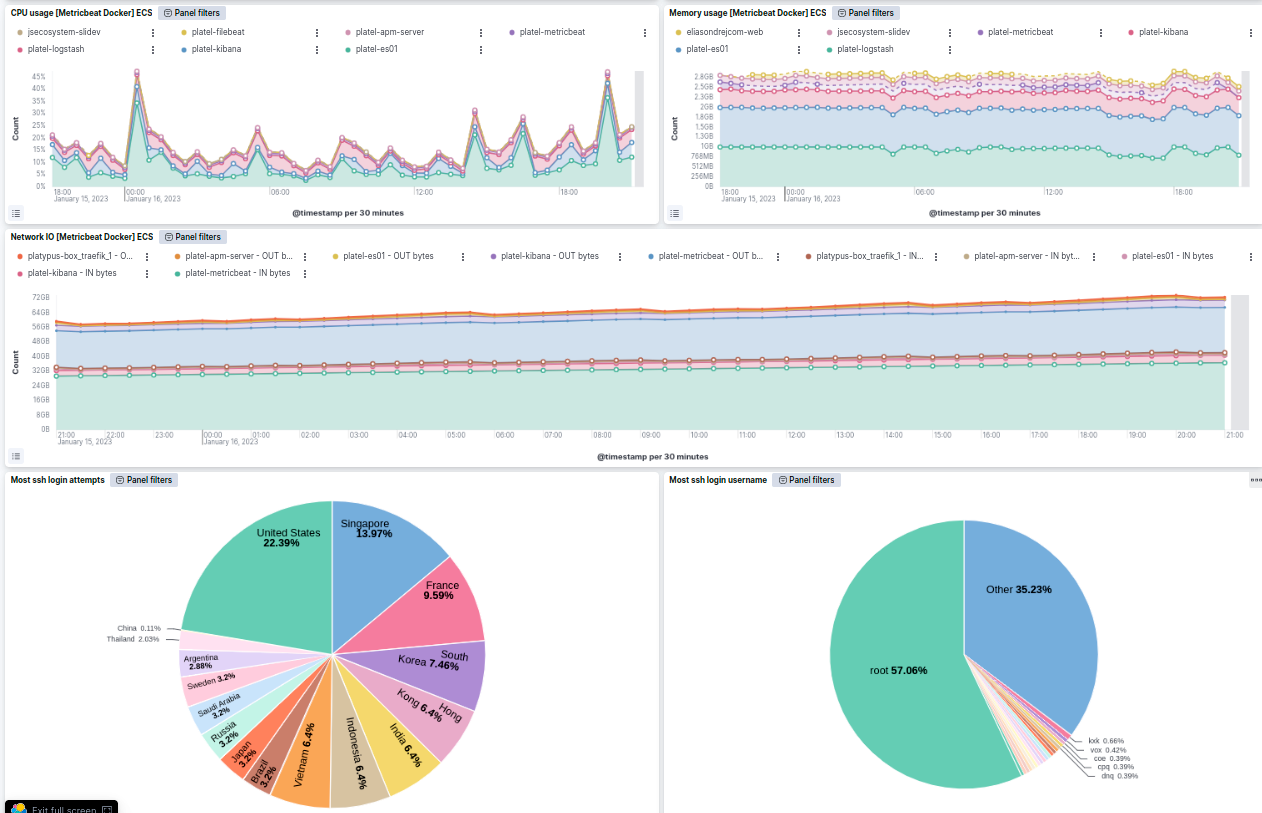 CPU usage [Metricbeat Docker] ECS Panel filters
jsecosystem-slidev platel-filebeat platel-apm-server platel-metricbeat
platel-logstash platel-kibana platel-es01
45%
40%
35%
30%
25%
20%
15%
10%
5%
0%
Count
18:00 00:00 06:00 12:00 18:00
January 15, 2023 January 16, 2023
@timestamp per 30 minutes
Memory usage [Metricbeat Docker] ECS Panel filters
eliasondrejcom-web jsecosystem-slidev platel-metricbeat platel-kibana
platel-es01 platel-logstash
2.8GB
2.5GB
2.3GB
2GB
1.8GB
1.5GB
1.3GB
1GB
768MB
512MB
256MB
0B
Count
18:00 00:00 06:00 12:00 18:00
January 15, 2023 January 16, 2023
@timestamp per 30 minutes
Network IO [Metricbeat Docker] ECS Panel filters
platypus-box_traefik_1 - O... platel-apm-server - OUT b... platel-es01 - OUT bytes platel-kibana - OUT bytes platel-metricbeat - OUT b... platypus-box_traefik_1 - IN... platel-apm-server - IN byt... platel-es01 - IN bytes
platel-kibana - IN bytes platel-metricbeat - IN bytes
72GB
64GB
56GB
48GB
40GB
32GB
24GB
16GB
8GB
0B
Count
21:00 22:00 23:00 00:00 01:00 02:00 03:00 04:00 05:00 06:00 07:00 08:00 09:00 10:00 11:00 12:00 13:00 14:00 15:00 16:00 17:00 18:00 19:00 20:00 21:00
January 15, 2023 January 16, 2023
@timestamp per 30 minutes
Most ssh login attempts Panel filters
United States
22.39%
Singapore
13.97%
France
9.59%
South
Korea 7.46%
Hong
Kong 6.4%
India 6.4%
Indonesia 6.4%
Vietnam 6.4%
Brazil
3.2%
Japan
3.2%
Russia
3.2%
Saudi Arabia
3.2%
Sweden 3.2%
Argentina
2.88%
Thailand 2.03%
China 0.11%
Exit full screen
Most ssh login username Panel filters
Other 35.23%
root 57.06%
kxk 0.66%
vox 0.42%
coe 0.39%
cpq 0.39%
dnq 0.39%